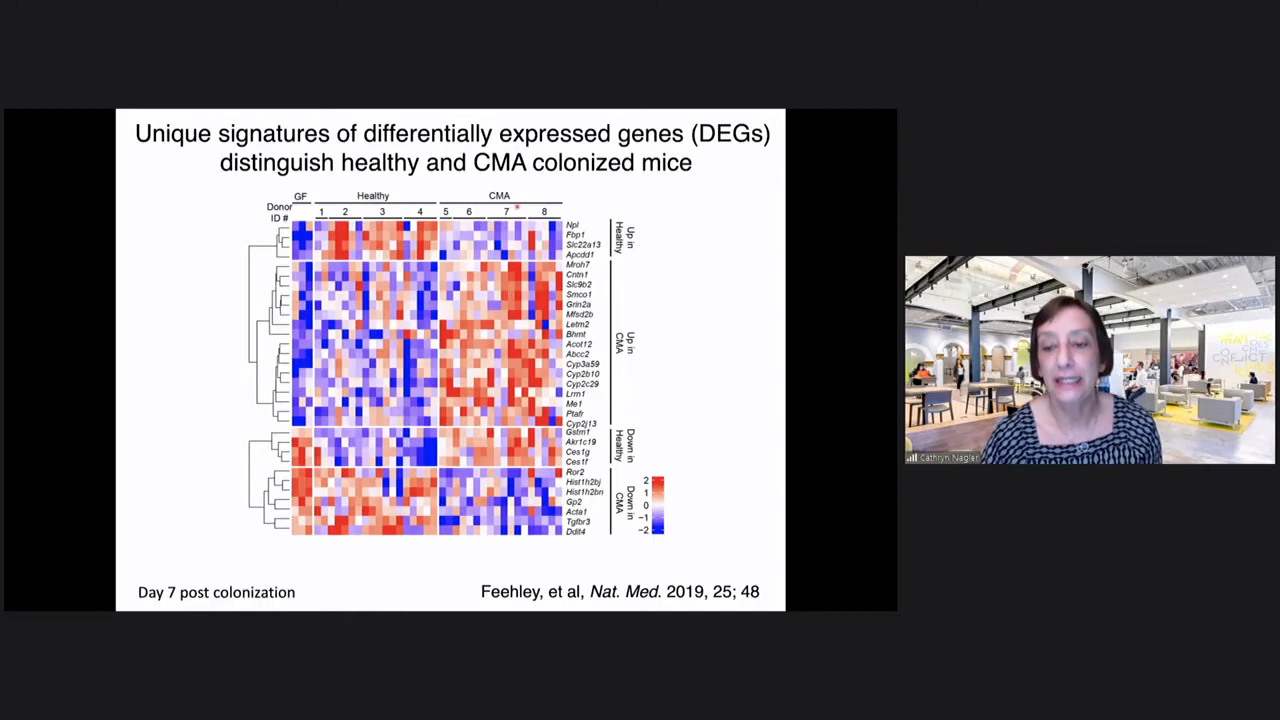 Unique signatures of differentially expressed genes (DEGs)
distinguish healthy and CMA colonized mice
GF Healthy CMA
Donor
ID # 1 2 3 4 5 6 7 * 8
Npl
Fbp1
Slc22a13
Apcdd1
Up in
Healthy
Mroh7
Cntn1
Slc9b2
Smco1
Grin2a
Mfsd2b
Letm2
Bhmt
Acot12
Abcc2
Cyp3a59
Cyp2b10
Cyp2c29
Lrrn1
Me1
Ptafr
Cyp2j13
Up in
CMA
Gstm1
Akr1c19
Ces1g
Ces1f
Down in
Healthy
Ror2
Hist1h2bj
Hist1h2bn
Gp2
Acta1
Tgfbr3
Ddit4
Down in
CMA
2
1
0
−1
−2
Day 7 post colonization
Feehley, et al, Nat. Med. 2019, 25; 48
Cathryn Nagler
CONFLICT